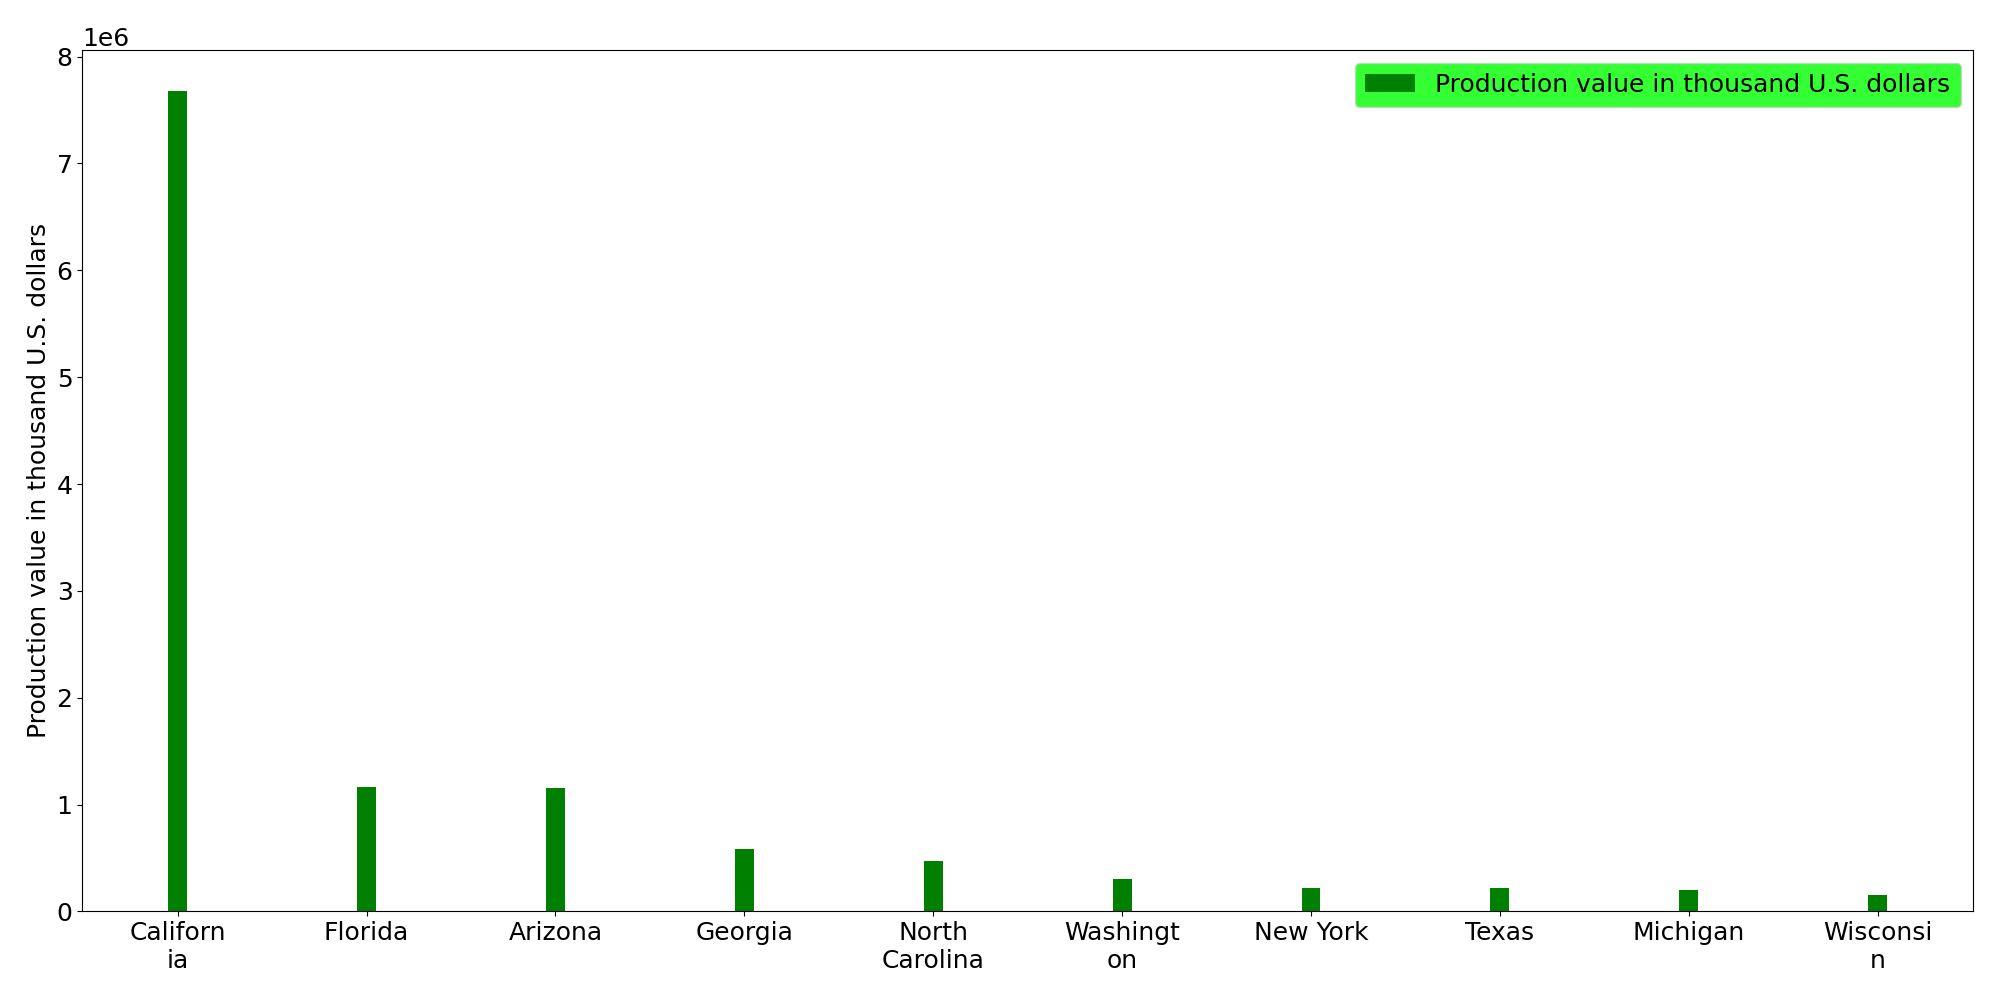 1e6
Production value in thousand U.S. dollars
8
7
6
5
4
3
2
1
0
Production value in thousand U.S. dollars
Californ
ia
Florida
Arizona
Georgia
North
Carolina
Washingt
on
New York
Texas
Michigan
Wisconsi
n